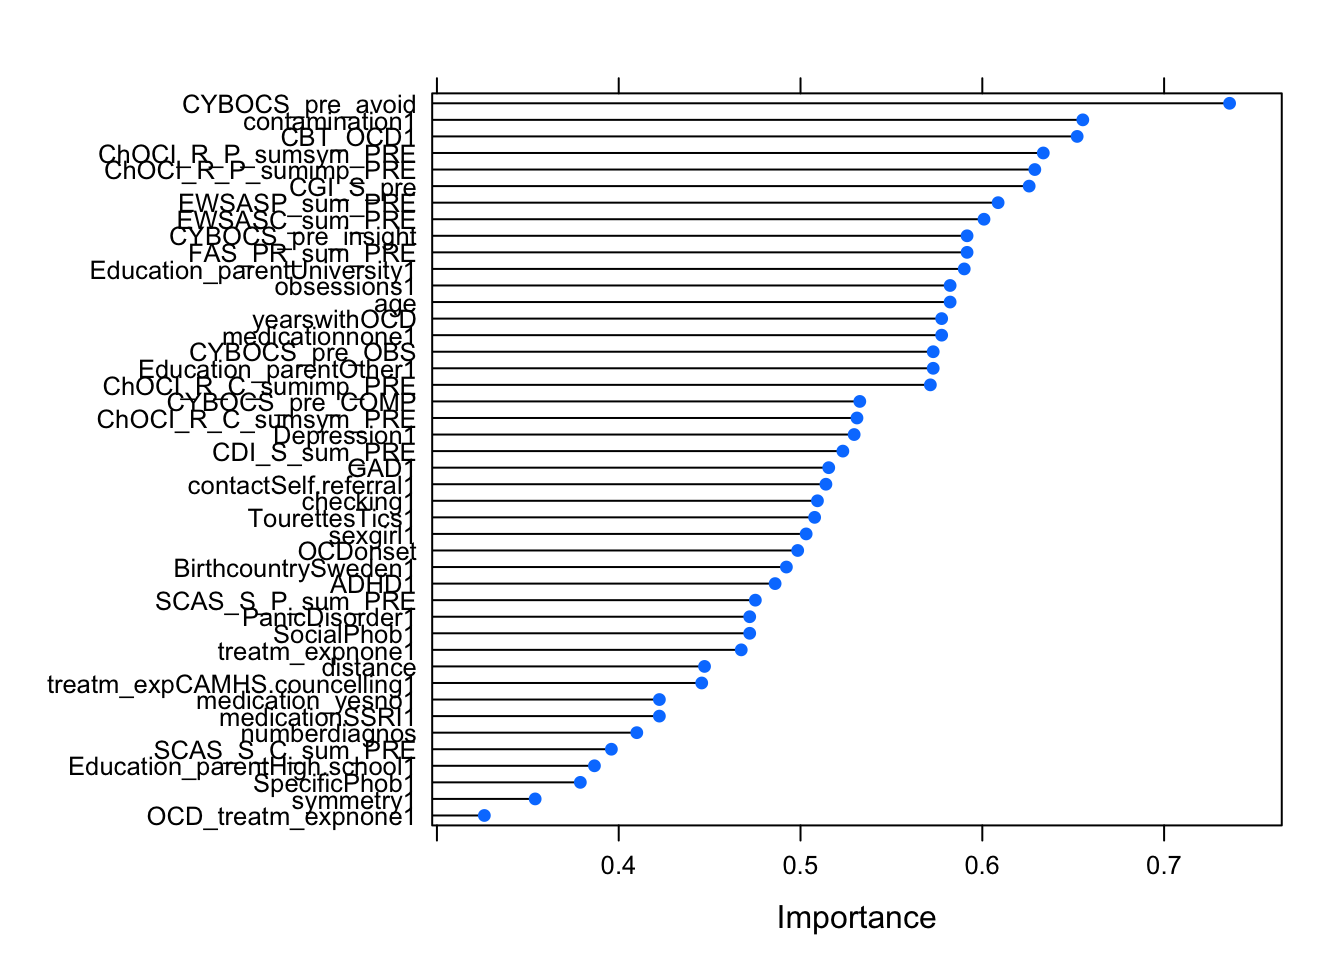 CYBOCS_pre_avoid
contamination1
CBT_OCD1
ChOCI_R_P_sumsym_PRE
ChOCI_R_P_sumimp_PRE
CGI_S_pre
EWSASP_sum_PRE
EWSASC_sum_PRE
CYBOCS_pre_insight
FAS_PR_sum_PRE
Education_parentUniversity1
obsessions1
age
yearswithOCD
medicationnone1
CYBOCS_pre_OBS
Education_parentOther1
ChOCI_R_C_sumimp_PRE
CYBOCS_pre_COMP
ChOCI_R_C_sumsym_PRE
Depression1
CDI_S_sum_PRE
GAD1
contactSelf.referral1
checking1
TourettesTics1
sexgirl1
OCDonset
BirthcountrySweden1
ADHD1
SCAS_S_P_sum_PRE
PanicDisorder1
SocialPhob1
treatm_expnone1
distance
treatm_expCAMHS.councelling1
medication_yesno1
medicationSSRI1
numberdiagnos
SCAS_S_C_sum_PRE
Education_parentHigh.school1
SpecificPhob1
symmetry1
OCD_treatm_expnone1
0.4 0.5 0.6 0.7
Importance